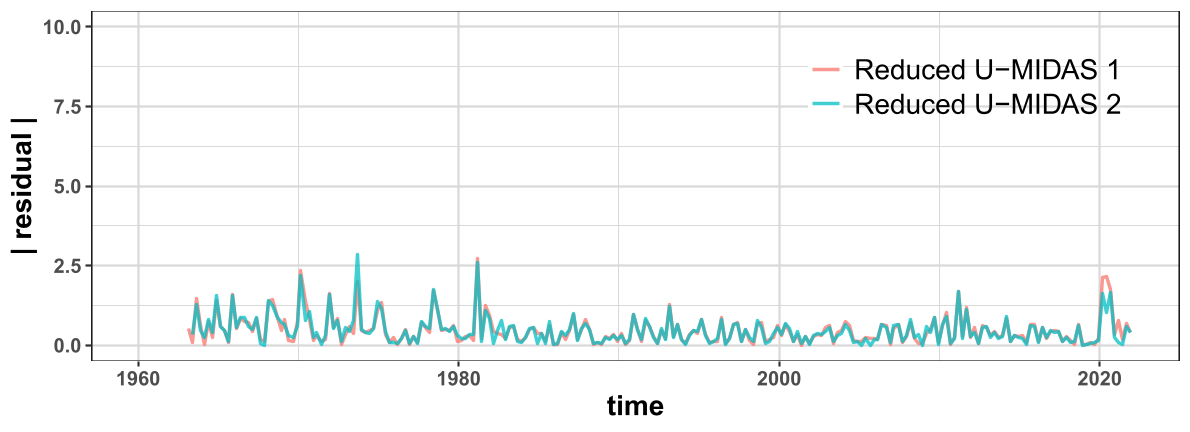 10.0
7.5
5.0
2.5
0.0
| residual |
Reduced U−MIDAS 1
Reduced U−MIDAS 2
1960
1980
2000
2020
time